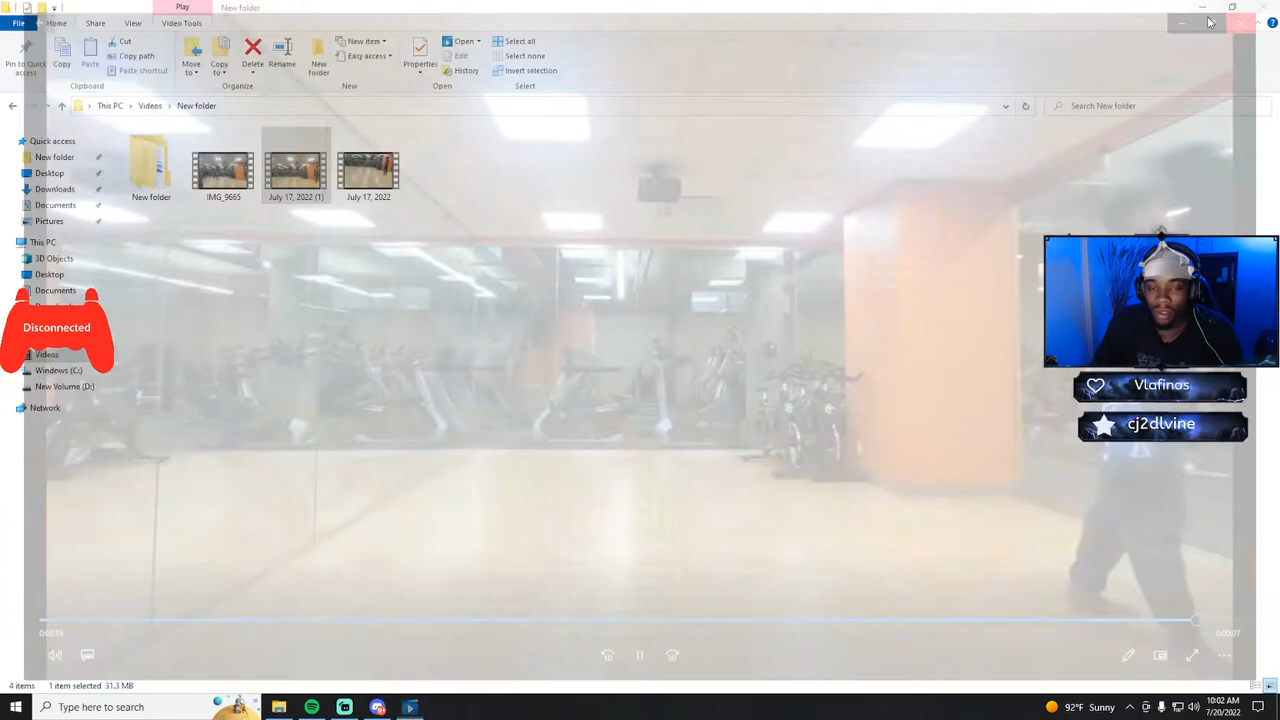 Play
New folder
File
Home
Share
View
Video Tools
Pin to Quick access
Copy
Paste
Cut
Copy path
Paste shortcut
Clipboard
Move to
Copy to
Delete
Rename
Organize
New folder
New item
Easy access
New
Properties
Open
Edit
History
Open
Select all
Select none
Invert selection
Select
This PC
Videos
New folder
Search New folder
Quick access
New folder
Desktop
Downloads
Documents
Pictures
This PC
3D Objects
Desktop
Documents
Disconnected
Videos
Windows (C:)
New Volume (D:)
Network
New folder
IMG_9665
July 17, 2022 (1)
July 17, 2022
Vlafinos
cj2dlvine
10
30
4 items
1 item selected 31.3 MB
Type here to search
92°F Sunny
10:02 AM
7/20/2022